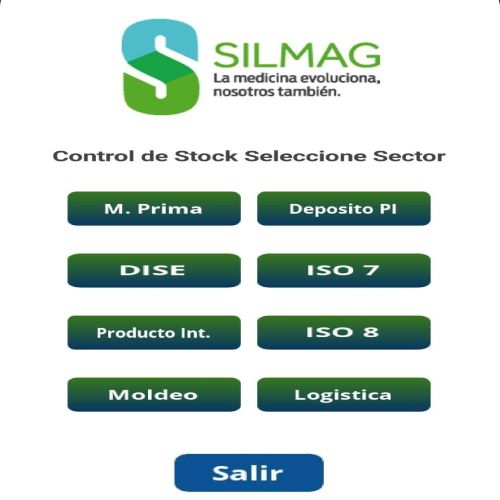 SILMAG
La medicina evoluciona,
nosotros también.
Control de Stock Seleccione Sector
M. Prima
Deposito PI
DISE
ISO 7
Producto Int.
ISO 8
Moldeo
Logistica
Salir